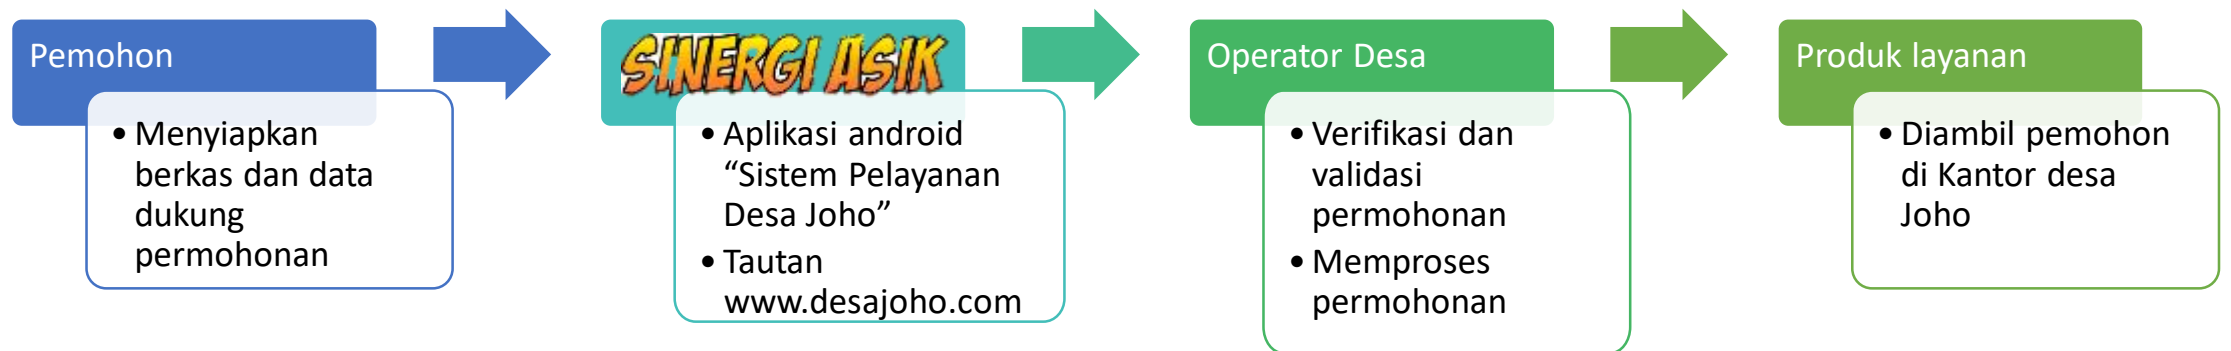 Pemohon
• Menyiapkan
berkas dan data
dukung
permohonan
SINERGI ASIK
• Aplikasi android
“Sistem Pelayanan
Desa Joho”
• Tautan
www.desajoho.com
Operator Desa
• Verifikasi dan
validasi
permohonan
• Memproses
permohonan
Produk layanan
• Diambil pemohon
di Kantor desa
Joho